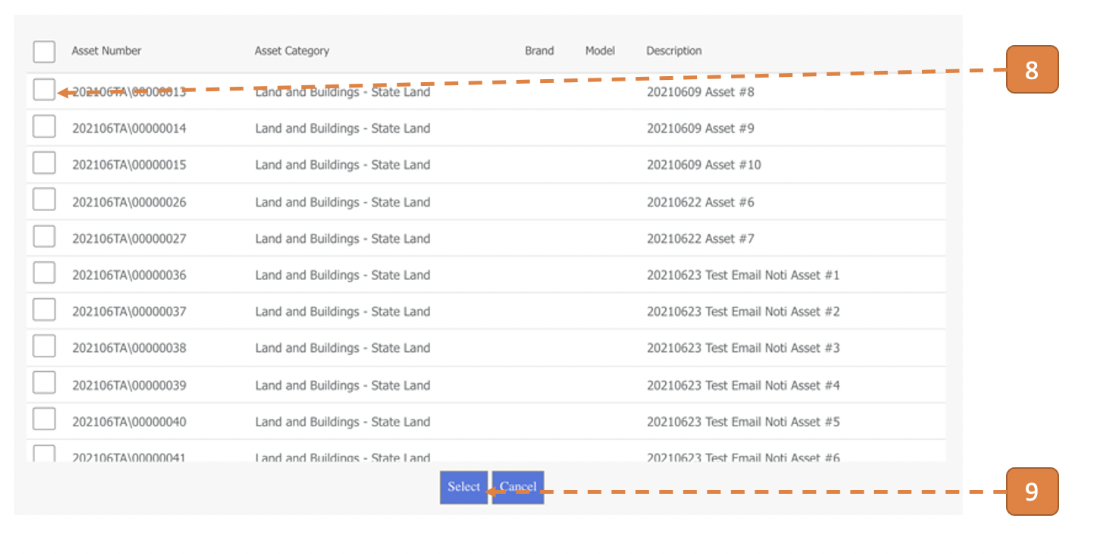 Asset Number Asset Category Brand Model Description
8
202106TA\00000013 Land and Buildings - State Land 20210609 Asset #8
202106TA\00000014 Land and Buildings - State Land 20210609 Asset #9
202106TA\00000015 Land and Buildings - State Land 20210609 Asset #10
202106TA\00000026 Land and Buildings - State Land 20210622 Asset #6
202106TA\00000027 Land and Buildings - State Land 20210622 Asset #7
202106TA\00000036 Land and Buildings - State Land 20210623 Test Email Noti Asset #1
202106TA\00000037 Land and Buildings - State Land 20210623 Test Email Noti Asset #2
202106TA\00000038 Land and Buildings - State Land 20210623 Test Email Noti Asset #3
202106TA\00000039 Land and Buildings - State Land 20210623 Test Email Noti Asset #4
202106TA\00000040 Land and Buildings - State Land 20210623 Test Email Noti Asset #5
202106TA\00000041 Land and Buildings - State Land 20210623 Test Email Noti Asset #6
Select Cancel
9